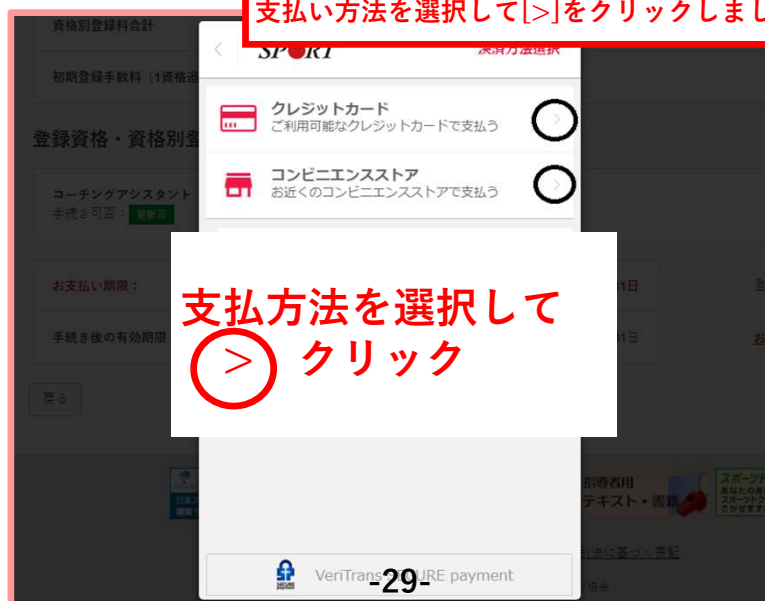 支払い方法を選択して[>]をクリックしまし
資格別登録料合計
初期登録手数料（1資格追
SPORT
決済方法選択
クレジットカード
ご利用可能なクレジットカードで支払う
コンビニエンスストア
お近くのコンビニエンスストアで支払う
登録資格・資格別登
コーチングアシスタント
手続き可否： 更新可
支払方法を選択して
> クリック
お支払い期限：
手続き後の有効期限
戻る
指導者用
テキスト・書籍
VeriTrans SECURE payment
-29-